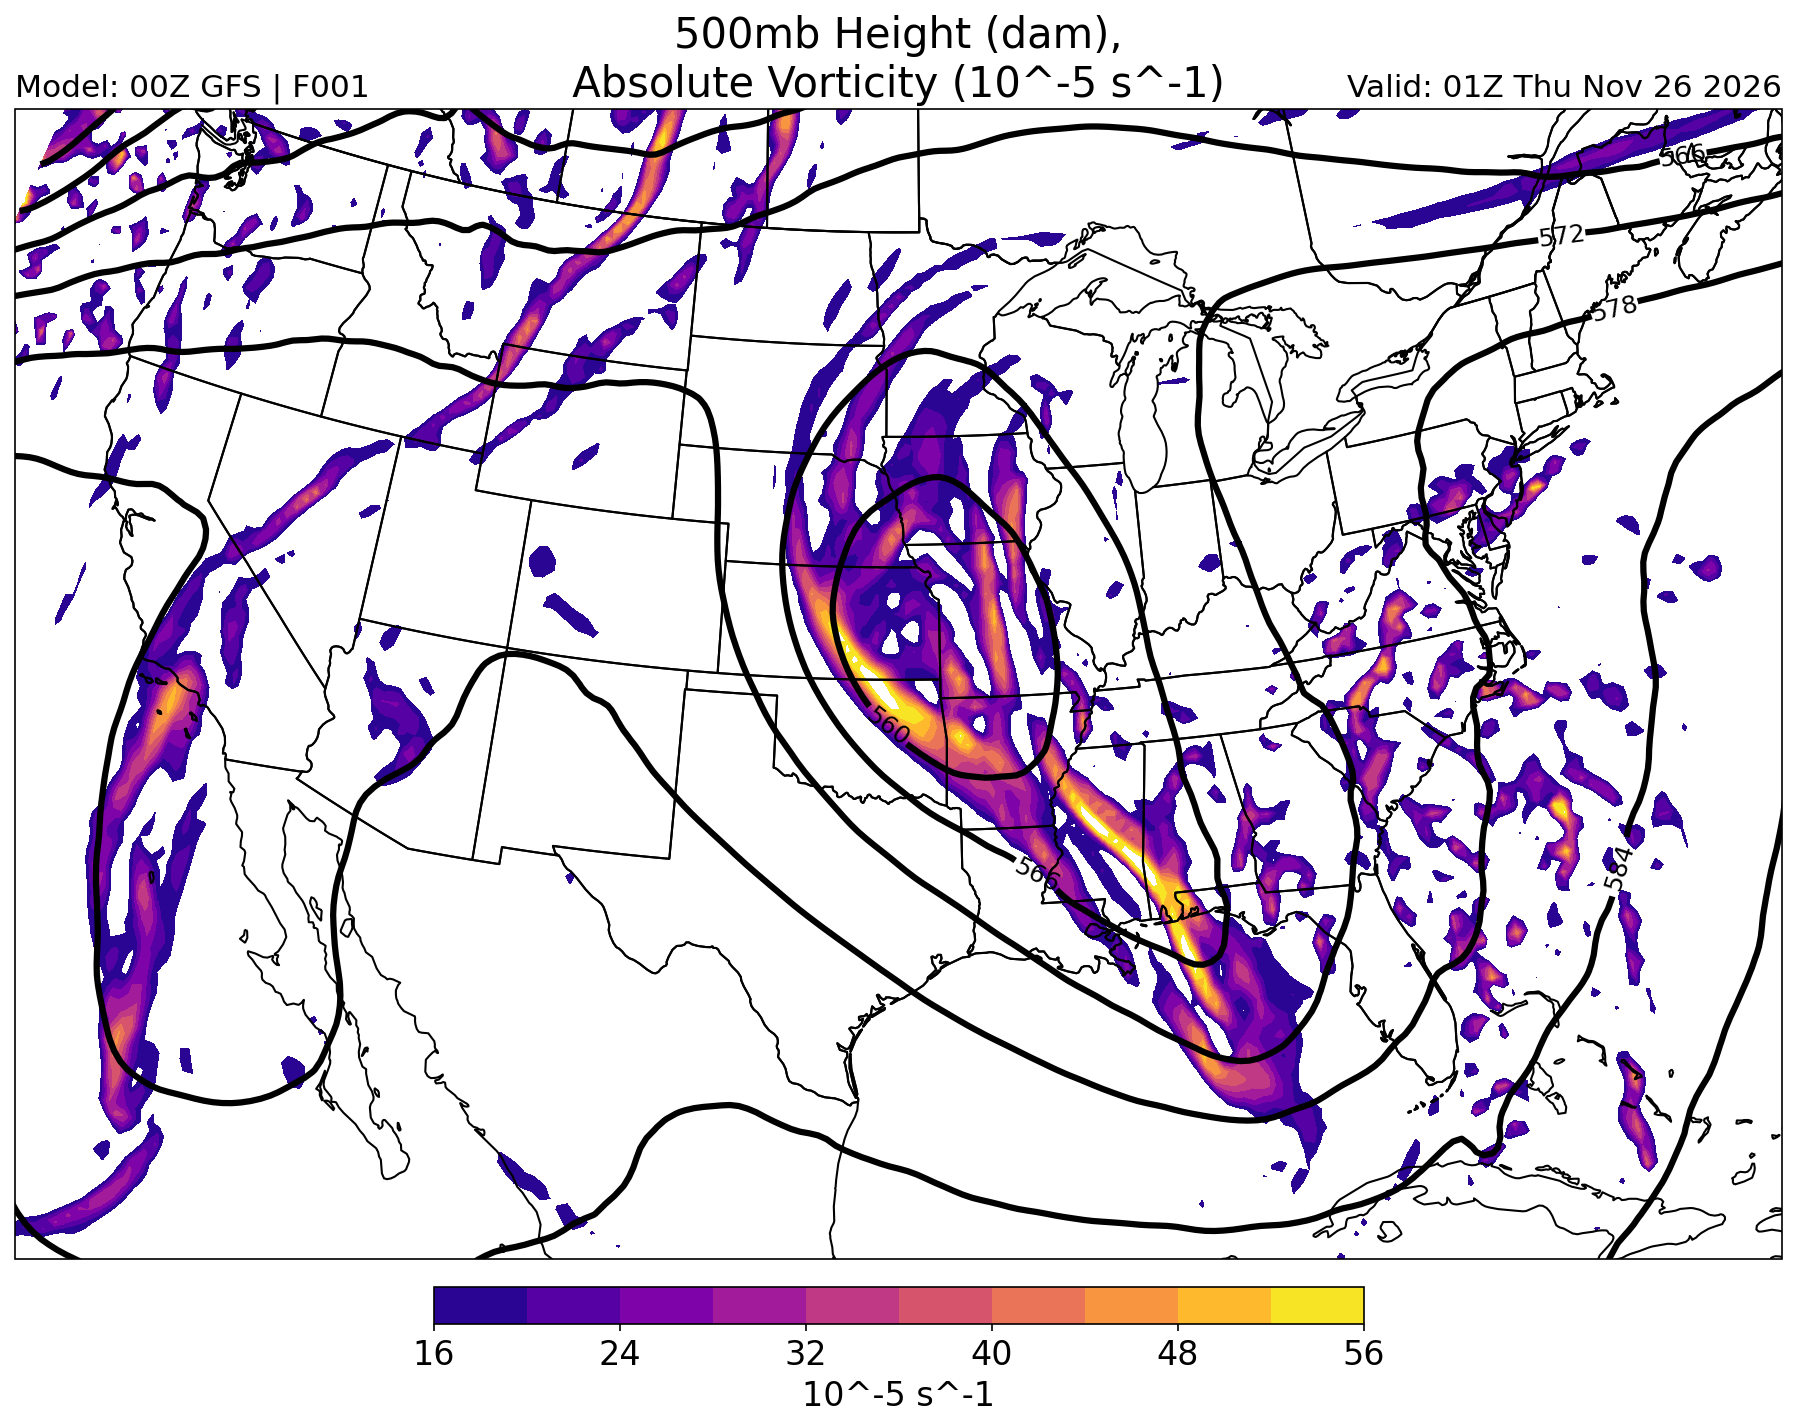 500mb Height (dam),
Absolute Vorticity (10^-5 s^-1)
Model: 00Z GFS | F001
Valid: 01Z Thu Nov 26 2026
572
578
560
566
584
16 24 32 40 48 56
10^-5 s^-1